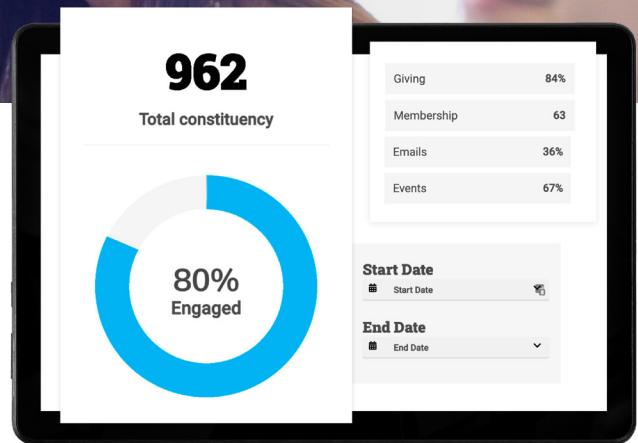 962
Total constituency
80%
Engaged
Giving 84%
Membership 63
Emails 36%
Events 67%
Start Date
Start Date
End Date
End Date